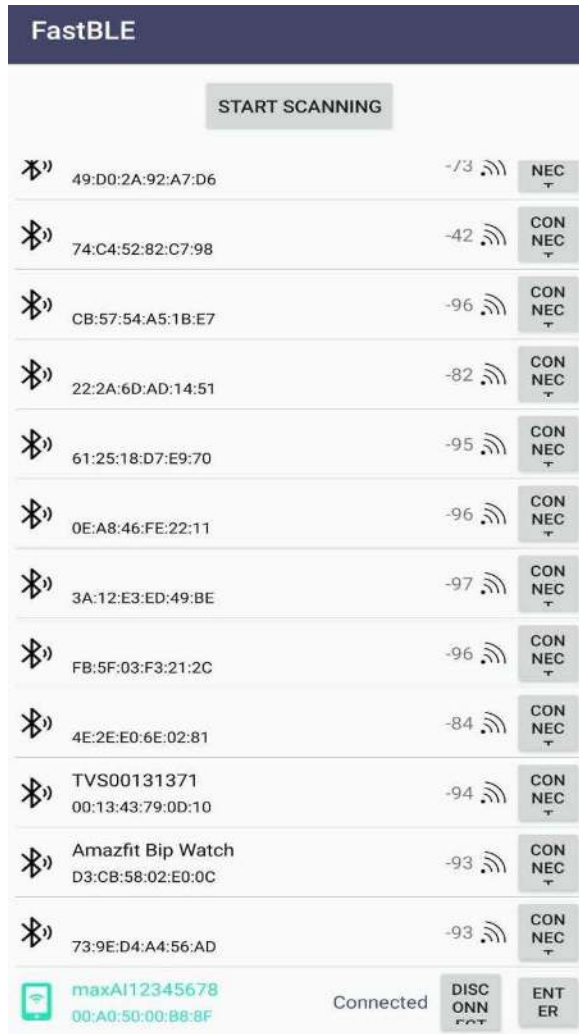 FastBLE
START SCANNING
49:D0:2A:92:A7:D6
-73
NEC
T
74:C4:52:82:C7:98
-42
CON
NEC
T
CB:57:54:A5:1B:E7
-96
CON
NEC
T
22:2A:6D:AD:14:51
-82
CON
NEC
T
61:25:18:D7:E9:70
-95
CON
NEC
T
0E:A8:46:FE:22:11
-96
CON
NEC
T
3A:12:E3:ED:49:BE
-97
CON
NEC
T
FB:5F:03:F3:21:2C
-96
CON
NEC
T
4E:2E:E0:6E:02:81
-84
CON
NEC
T
TVS00131371
00:13:43:79:0D:10
-94
CON
NEC
T
Amazfit Bip Watch
D3:CB:58:02:E0:0C
-93
CON
NEC
T
73:9E:D4:A4:56:AD
-93
CON
NEC
T
maxAI12345678
00:A0:50:00:B8:8F
Connected
DISC
ONN
ECT
ENT
ER